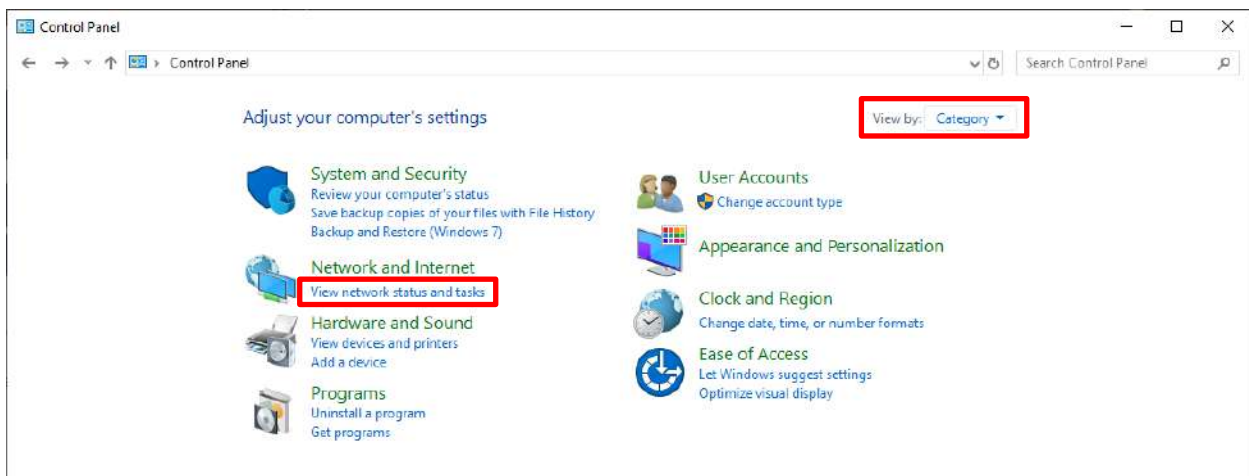 Control Panel
Control Panel
Search Control Panel
Adjust your computer's settings
View by: Category
System and Security
Review your computer's status
Save backup copies of your files with File History
Backup and Restore (Windows 7)
Network and Internet
View network status and tasks
Hardware and Sound
View devices and printers
Add a device
Programs
Uninstall a program
Get programs
User Accounts
Change account type
Appearance and Personalization
Clock and Region
Change date, time, or number formats
Ease of Access
Let Windows suggest settings
Optimize visual display